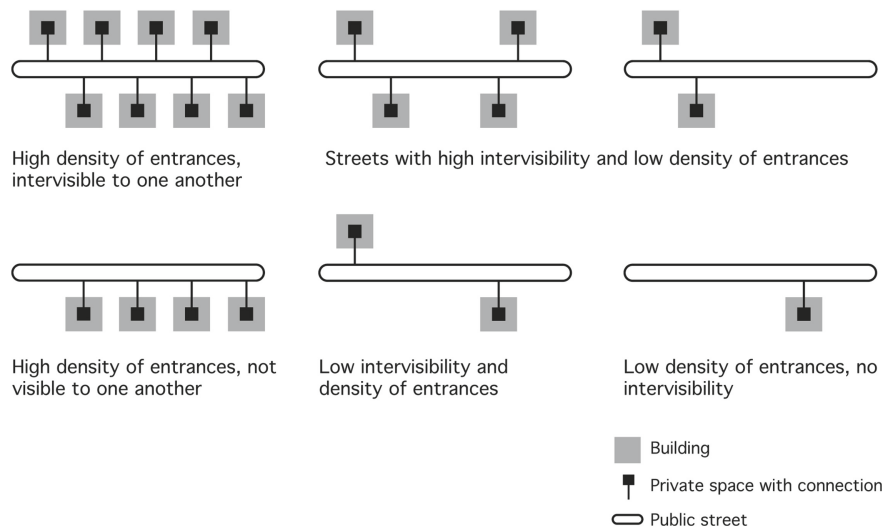 High density of entrances,
intervisible to one another
Streets with high intervisibility and low density of entrances
High density of entrances, not
visible to one another
Low intervisibility and
density of entrances
Low density of entrances, no
intervisibility
Building
Private space with connection
Public street